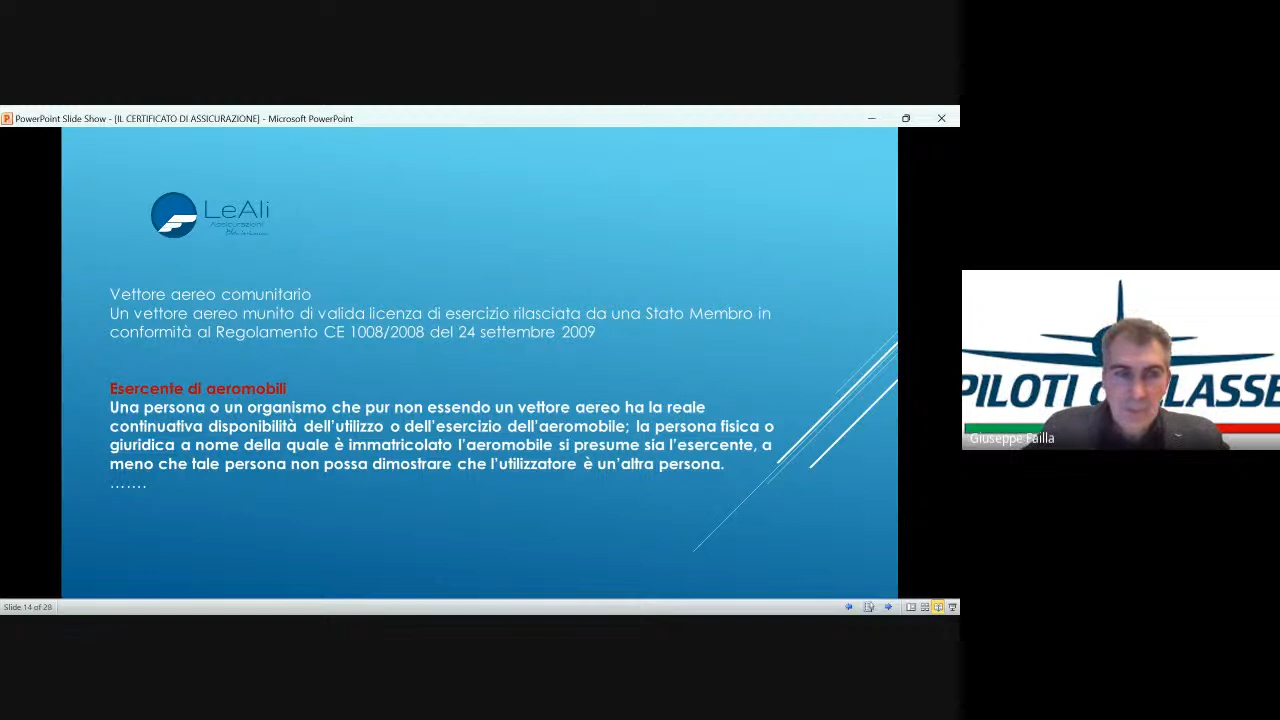 PowerPoint Slide Show - [IL CERTIFICATO DI ASSICURAZIONE] - Microsoft PowerPoint
LeAli
Assicurazioni
Vettore aereo comunitario
Un vettore aereo munito di valida licenza di esercizio rilasciata da una Stato Membro in
conformità al Regolamento CE 1008/2008 del 24 settembre 2009
Esercente di aeromobili
Una persona o un organismo che pur non essendo un vettore aereo ha la reale
continuativa disponibilità dell'utilizzo o dell'esercizio dell'aeromobile; la persona fisica o
giuridica a nome della quale è immatricolato l'aeromobile si presume sia l'esercente, a
meno che tale persona non possa dimostrare che l'utilizzatore è un'altra persona.
…….
Slide 14 of 28
PILOTI CLASSE
Giuseppe Failla